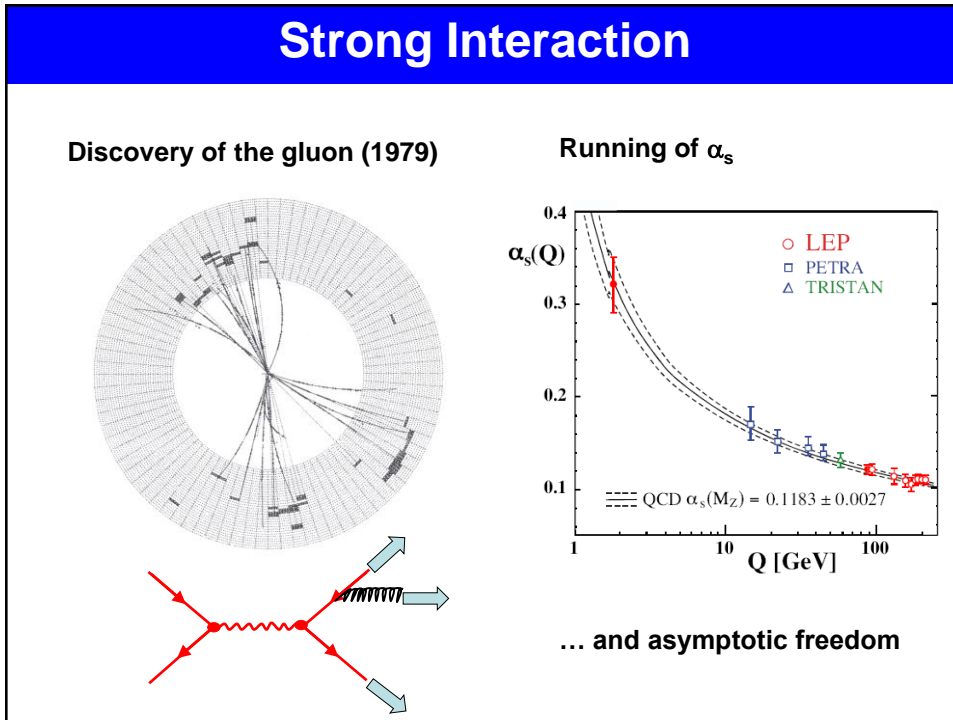 Strong Interaction
Discovery of the gluon (1979)
Running of αs
0.4
αs(Q)
0.3
0.2
0.1
LEP
PETRA
TRISTAN
QCD αs(MZ) = 0.1183 ± 0.0027
1 10 100
Q [GeV]
… and asymptotic freedom